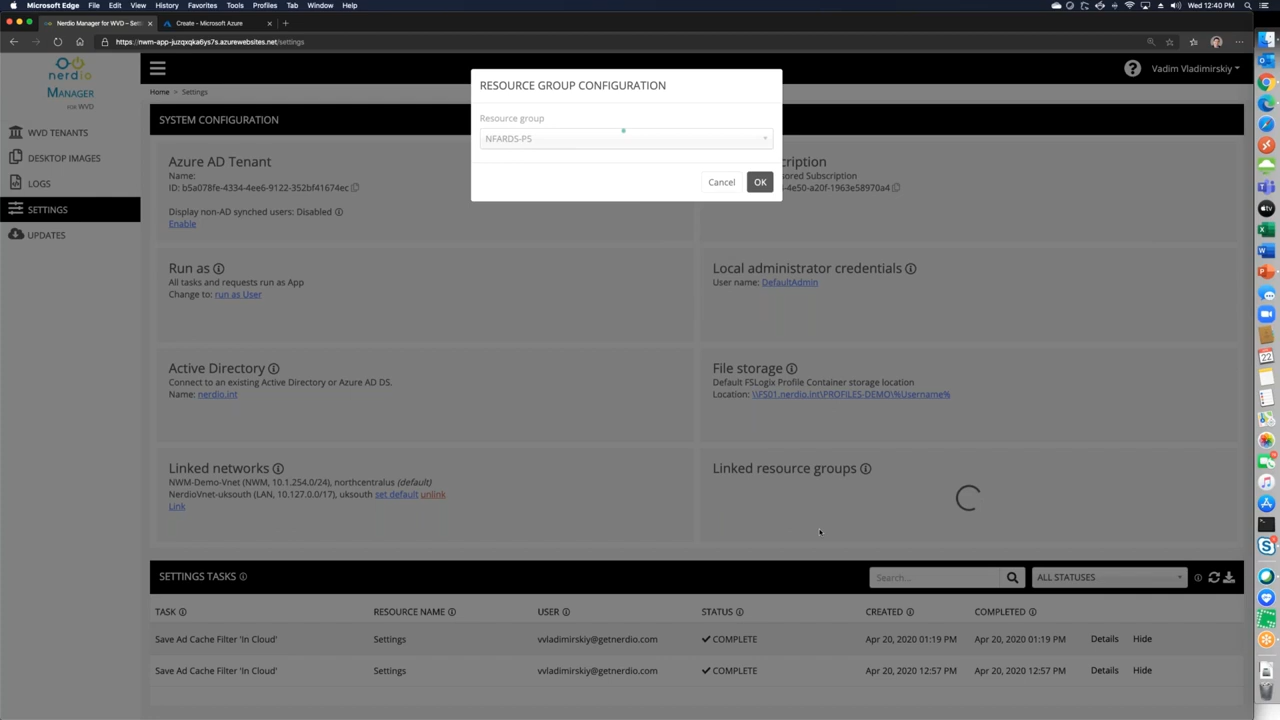 Microsoft Edge File Edit View History Favorites Tools Profiles Tab Window Help
Wed 12:40 PM
Nerdio Manager for WVD – Setti
Create - Microsoft Azure
https://nwm-app-juzqxqka6ys7s.azurewebsites.net/settings
nerdio
MANAGER
FOR WVD
WVD TENANTS
DESKTOP IMAGES
LOGS
SETTINGS
UPDATES
Vadim Vladimirskiy
Home > Settings
SYSTEM CONFIGURATION
RESOURCE GROUP CONFIGURATION
Resource group
NFARDS-PS
Cancel OK
Azure AD Tenant
Name:
ID: b5a078fe-4334-4ee6-9122-352bf41674ec
Display non-AD synched users: Disabled
Enable
cription
sored Subscription
-4e50-a20f-1963e58970a4
Run as
All tasks and requests run as App
Change to: run as User
Local administrator credentials
User name: DefaultAdmin
Active Directory
Connect to an existing Active Directory or Azure AD DS.
Name: nerdio.int
File storage
Default FSLogix Profile Container storage location
Location: \\FS01.nerdio.int\PROFILES-DEMO\%Username%
Linked networks
NWM-Demo-Vnet (NWM, 10.1.254.0/24), northcentralus (default)
NerdioVnet-uksouth (LAN, 10.127.0.0/17), uksouth set default unlink
Link
Linked resource groups
SETTINGS TASKS
Search...
ALL STATUSES
TASK RESOURCE NAME USER STATUS CREATED COMPLETED
Save Ad Cache Filter 'In Cloud' Settings vvladimirskiy@getnerdio.com COMPLETE Apr 20, 2020 01:19 PM Apr 20, 2020 01:19 PM Details Hide
Save Ad Cache Filter 'In Cloud' Settings vvladimirskiy@getnerdio.com COMPLETE Apr 20, 2020 12:57 PM Apr 20, 2020 12:57 PM Details Hide